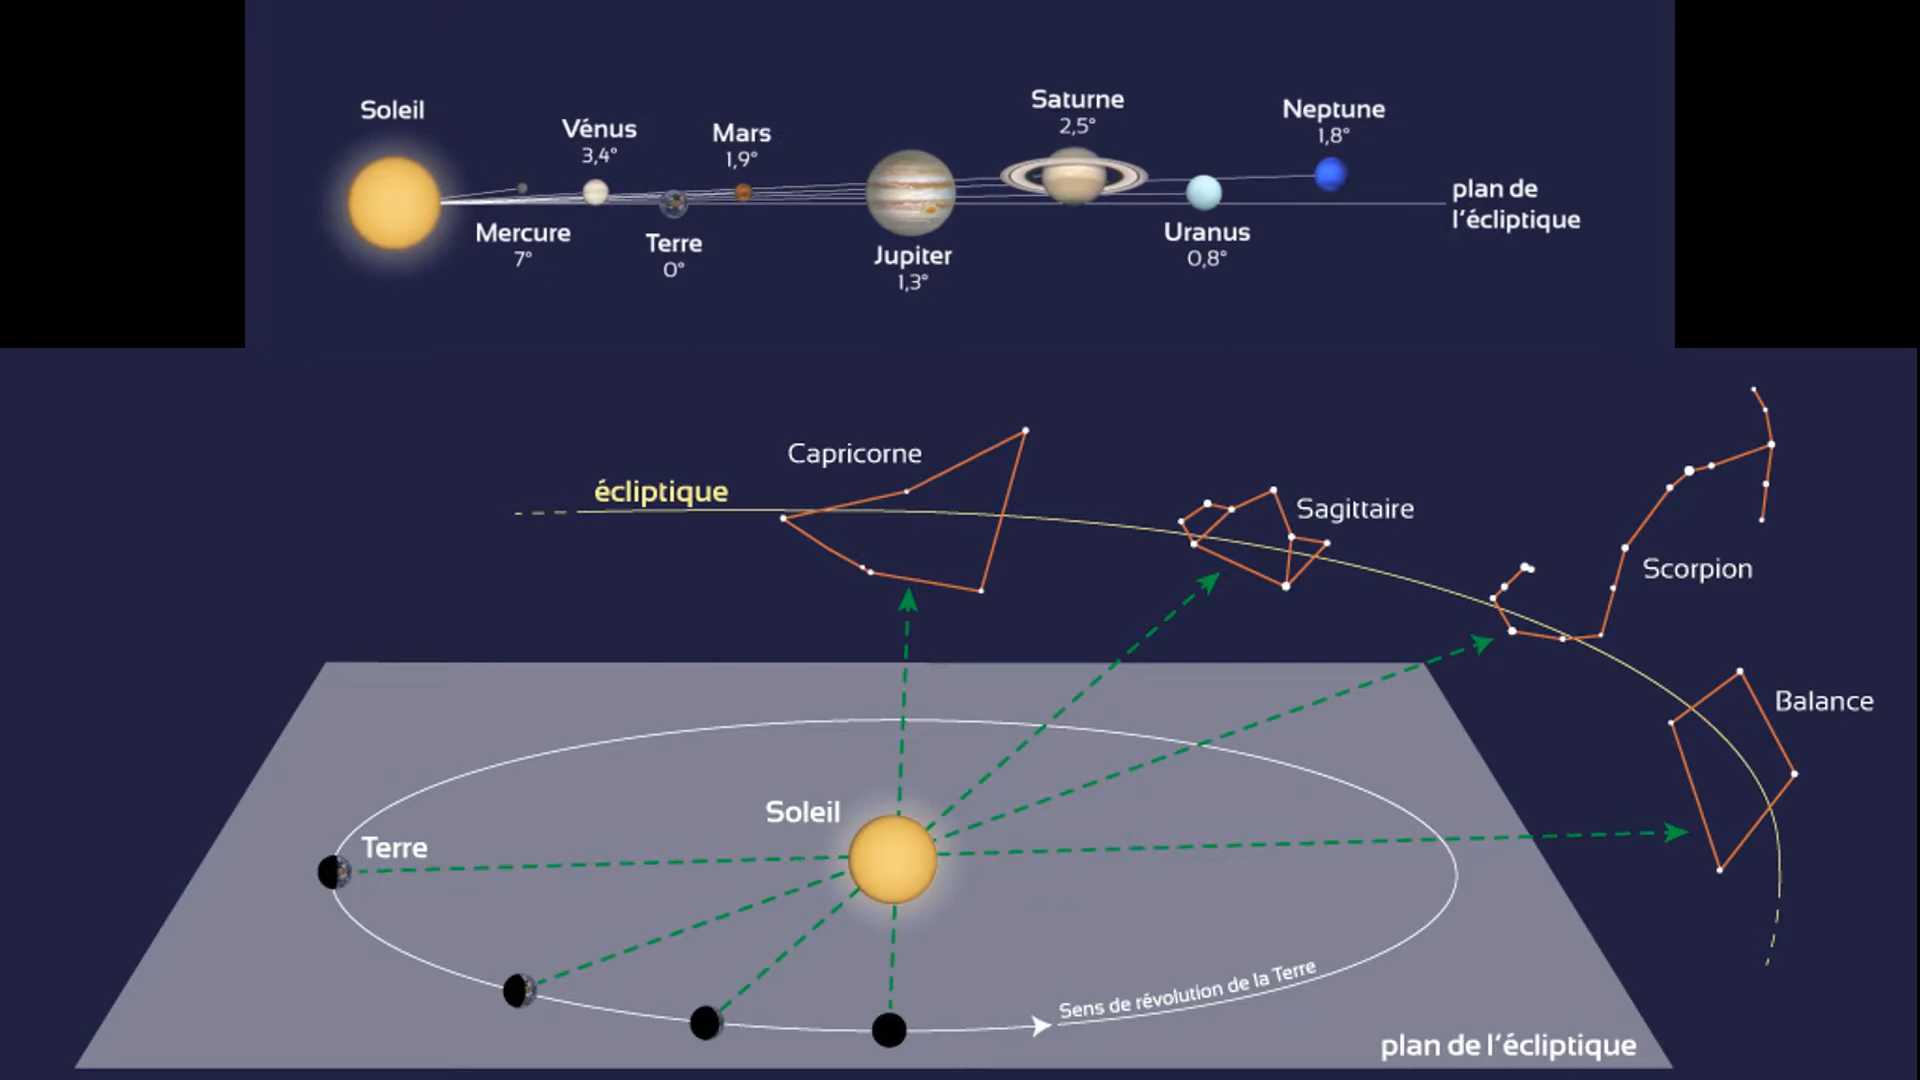 Soleil
Vénus
3,4°
Mars
1,9°
Saturne
2,5°
Neptune
1,8°
Mercure
7°
Terre
0°
Jupiter
1,3°
Uranus
0,8°
plan de
l'écliptique
écliptique
Capricorne
Sagittaire
Scorpion
Balance
Soleil
Terre
Sens de révolution de la Terre
plan de l'écliptique